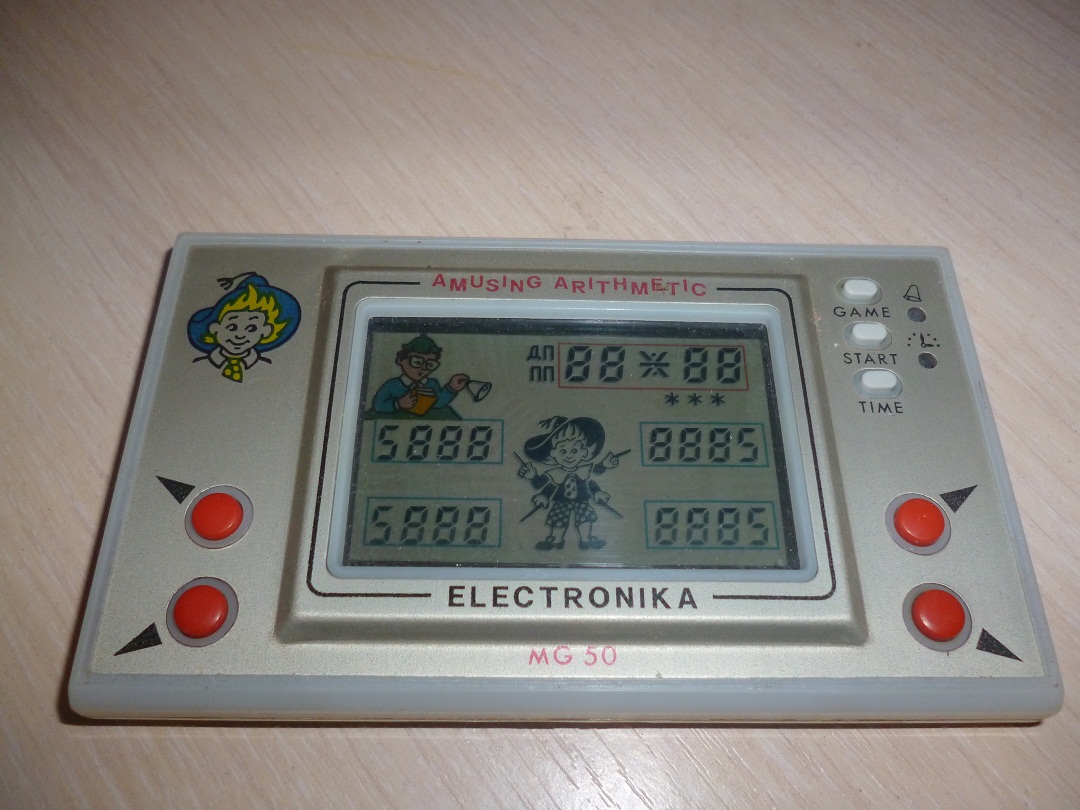 AMUSING ARITHMETIC
GAME
START
TIME
ДП
ПП
88 ※ 88
***
5888
8885
5888
8885
ELECTRONIKA
MG 50